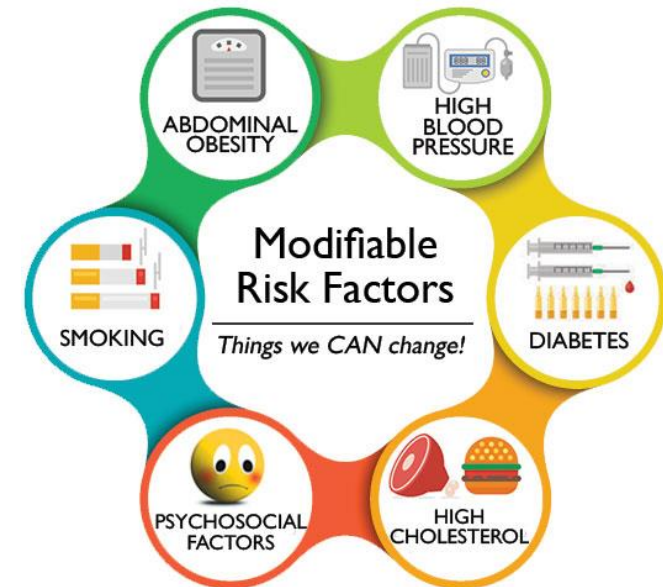 Modifiable
Risk Factors
Things we CAN change!
ABDOMINAL
OBESITY
HIGH
BLOOD
PRESSURE
DIABETES
HIGH
CHOLESTEROL
PSYCHOSOCIAL
FACTORS
SMOKING